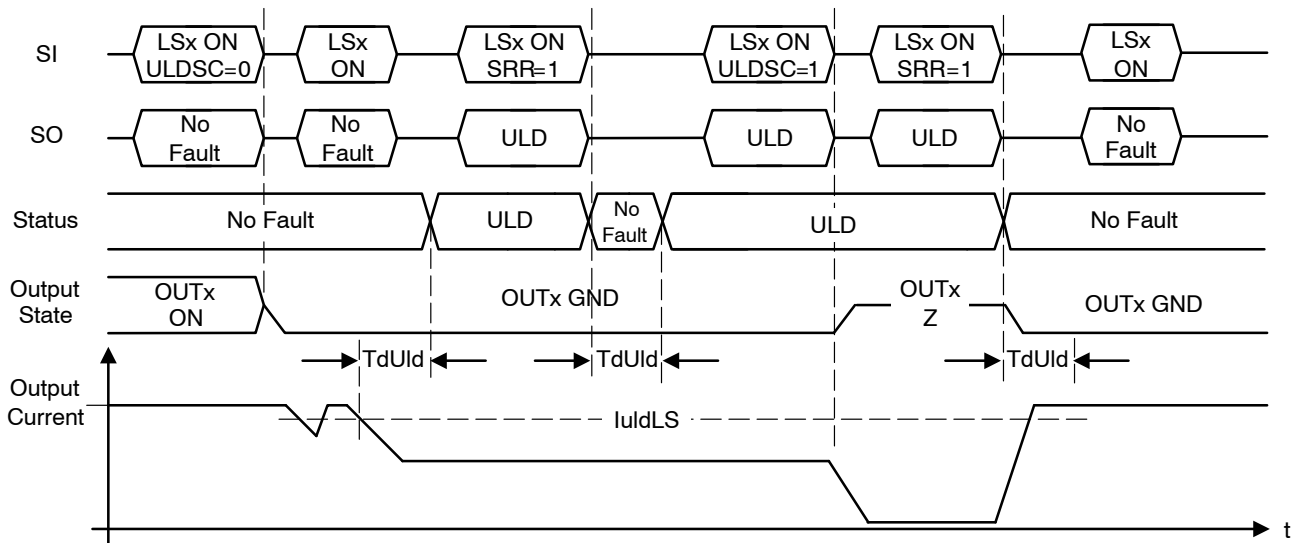 SI
LSx ON
ULDSC=0
LSx
ON
LSx ON
SRR=1
LSx ON
ULDSC=1
LSx ON
SRR=1
LSx
ON
SO
No
Fault
No
Fault
ULD
ULD
ULD
No
Fault
Status
No Fault
ULD
No
Fault
ULD
No Fault
Output
State
OUTx
ON
OUTx GND
OUTx
Z
OUTx GND
TdUld
TdUld
TdUld
Output
Current
IuldLS
t